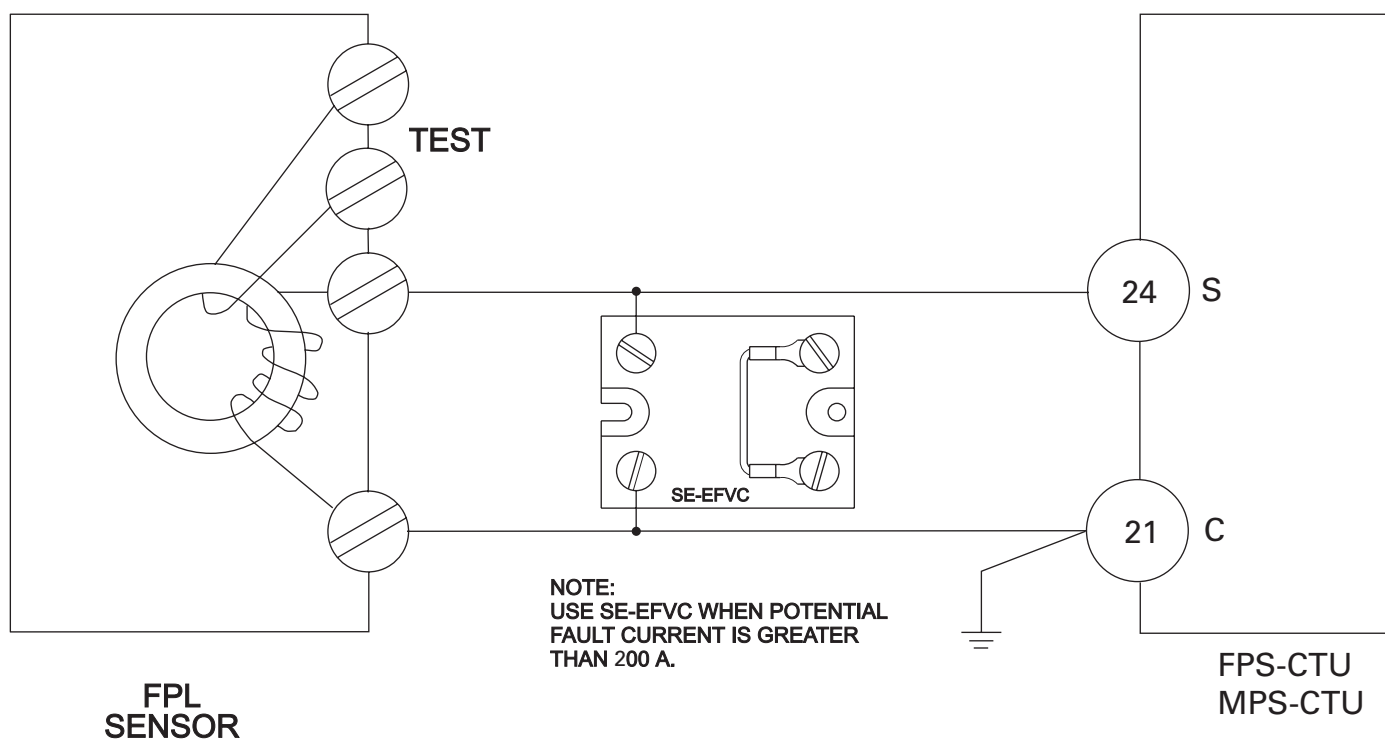 TEST
24 S
SE-EFVC
21 C
NOTE:
USE SE-EFVC WHEN POTENTIAL
FAULT CURRENT IS GREATER
THAN 200 A.
FPL
SENSOR
FPS-CTU
MPS-CTU